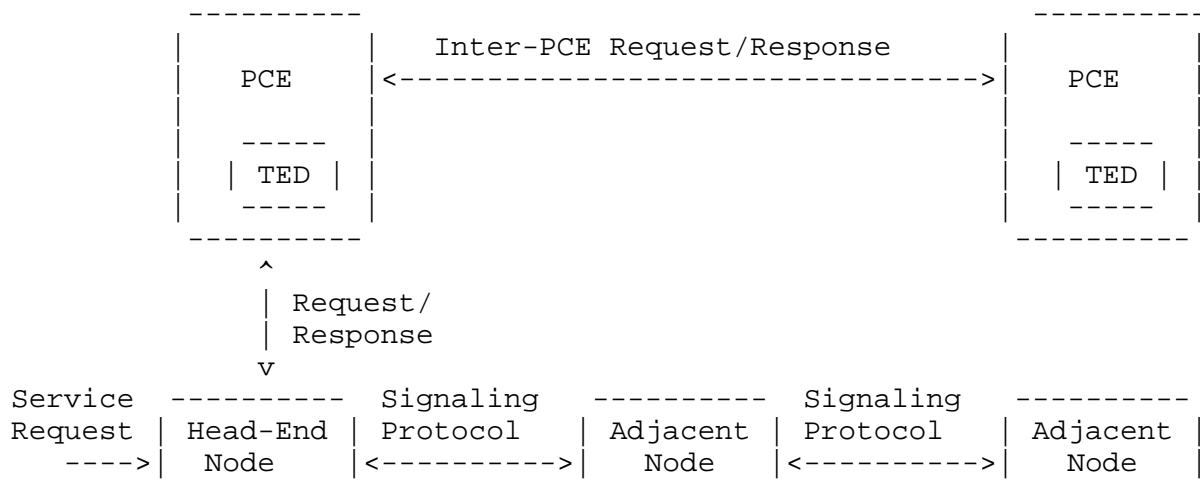 Inter-PCE Request/Response
PCE PCE
TED TED
Request/
Response
Service Signaling Signaling
Request Head-End Protocol Adjacent Protocol Adjacent
Node Node Node